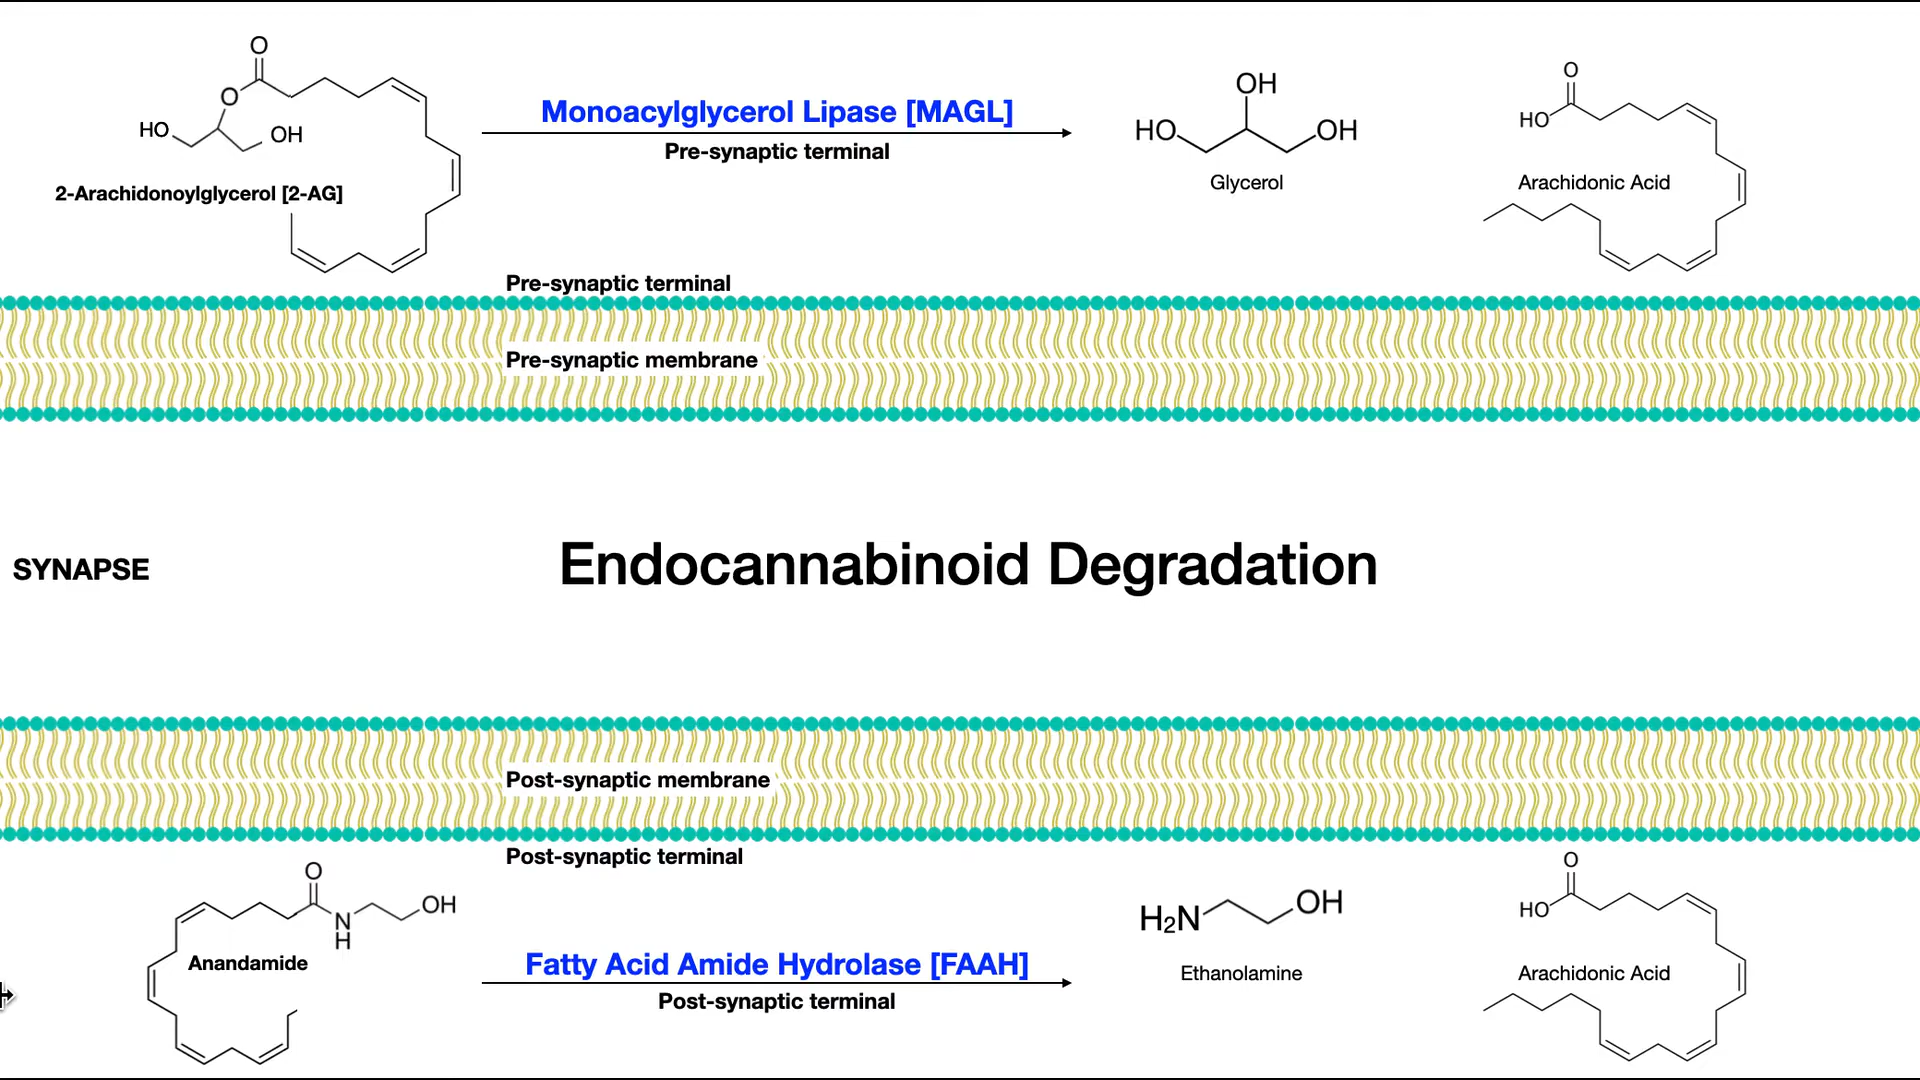 O
O
HO
OH
2-Arachidonoylglycerol [2-AG]
Monoacylglycerol Lipase [MAGL]
Pre-synaptic terminal
OH
HO
OH
Glycerol
O
HO
Arachidonic Acid
Pre-synaptic terminal
Pre-synaptic membrane
SYNAPSE
Endocannabinoid Degradation
Post-synaptic membrane
Post-synaptic terminal
O
N
H
OH
Anandamide
Fatty Acid Amide Hydrolase [FAAH]
Post-synaptic terminal
H₂N
OH
Ethanolamine
O
HO
Arachidonic Acid